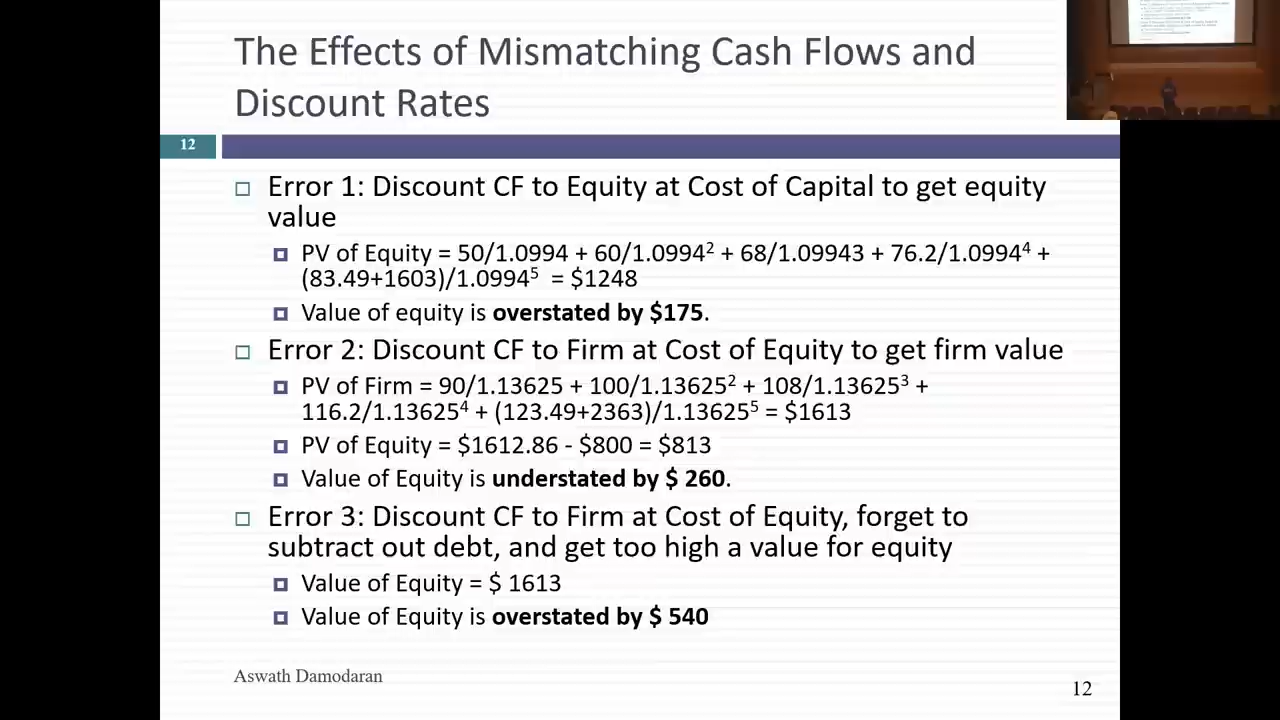 The Effects of Mismatching Cash Flows and
Discount Rates
12
Error 1: Discount CF to Equity at Cost of Capital to get equity
value
PV of Equity = 50/1.0994 + 60/1.0994² + 68/1.09943 + 76.2/1.0994⁴ +
(83.49+1603)/1.0994⁵ = $1248
Value of equity is overstated by $175.
Error 2: Discount CF to Firm at Cost of Equity to get firm value
PV of Firm = 90/1.13625 + 100/1.13625² + 108/1.13625³ +
116.2/1.13625⁴ + (123.49+2363)/1.13625⁵ = $1613
PV of Equity = $1612.86 - $800 = $813
Value of Equity is understated by $ 260.
Error 3: Discount CF to Firm at Cost of Equity, forget to
subtract out debt, and get too high a value for equity
Value of Equity = $ 1613
Value of Equity is overstated by $ 540
Aswath Damodaran
12